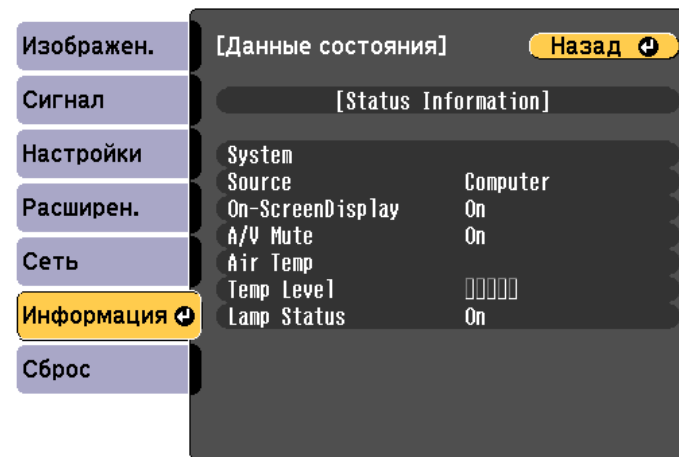 Изображен.
Сигнал
Настройки
Расширен.
Сеть
Информация
Сброс
[Данные состояния]
Назад
[Status Information]
System
Source Computer
On-ScreenDisplay On
A/V Mute On
Air Temp
Temp Level
Lamp Status On